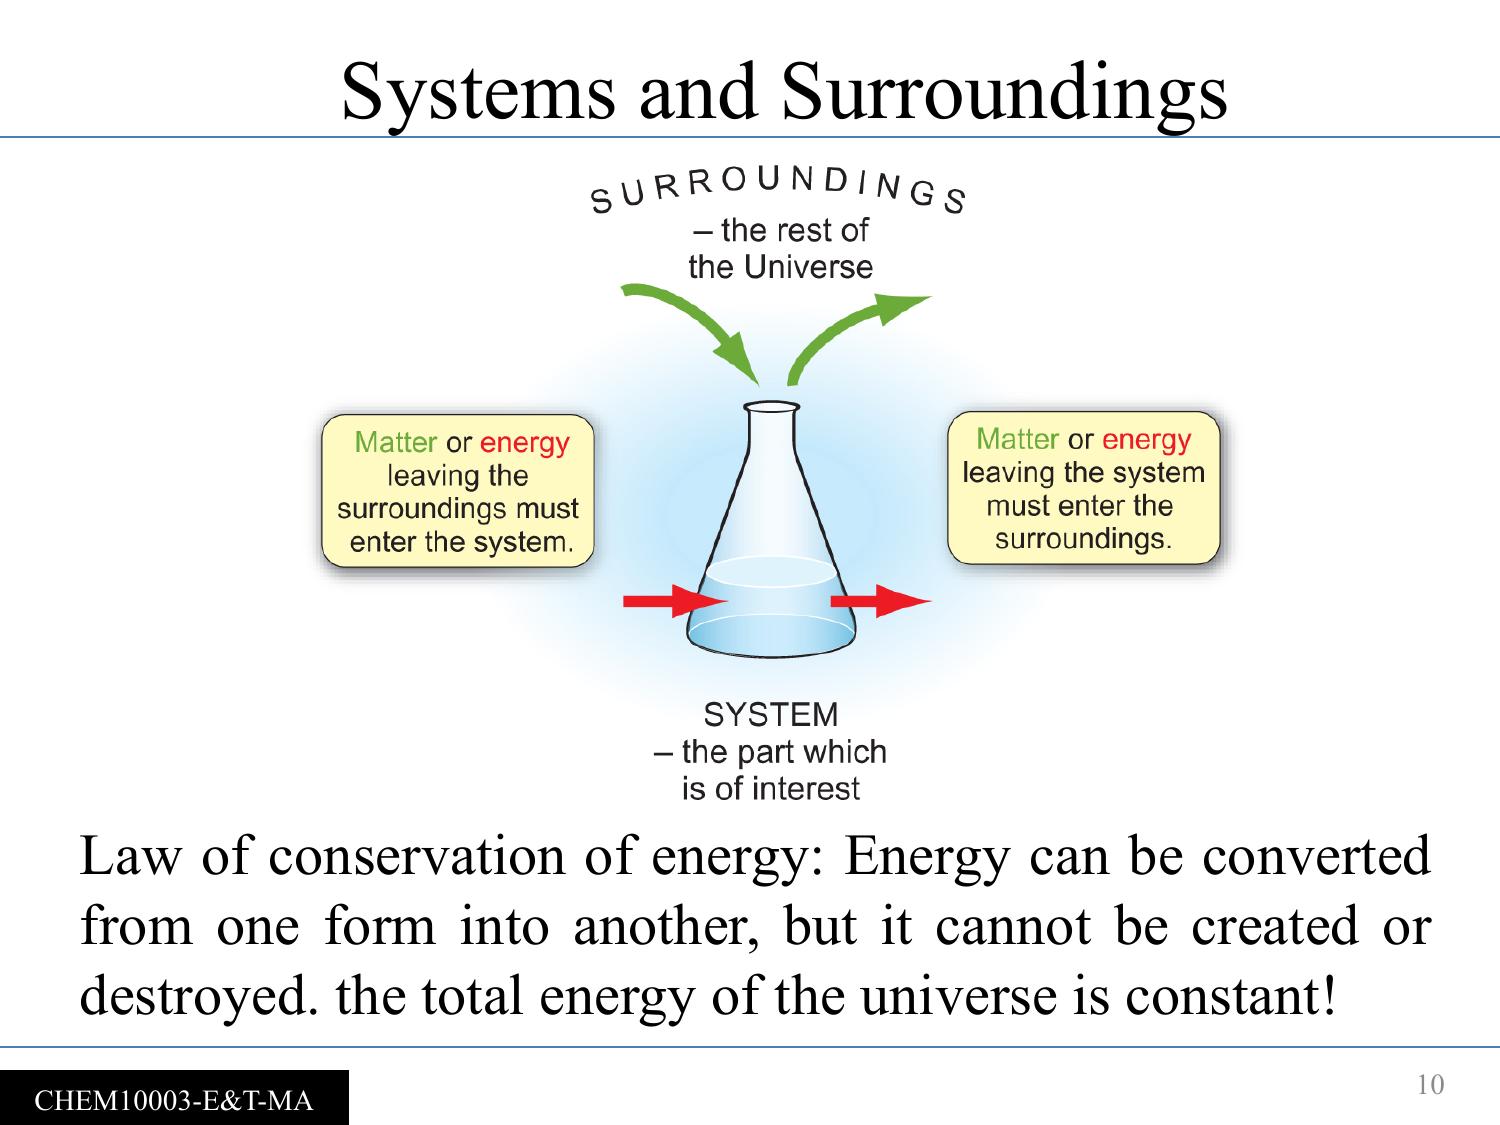 Systems and Surroundings
SURROUNDINGS
– the rest of
the Universe
Matter or energy
leaving the
surroundings must
enter the system.
Matter or energy
leaving the system
must enter the
surroundings.
SYSTEM
– the part which
is of interest
Law of conservation of energy: Energy can be converted
from one form into another, but it cannot be created or
destroyed. the total energy of the universe is constant!
CHEM10003-E&T-MA
10